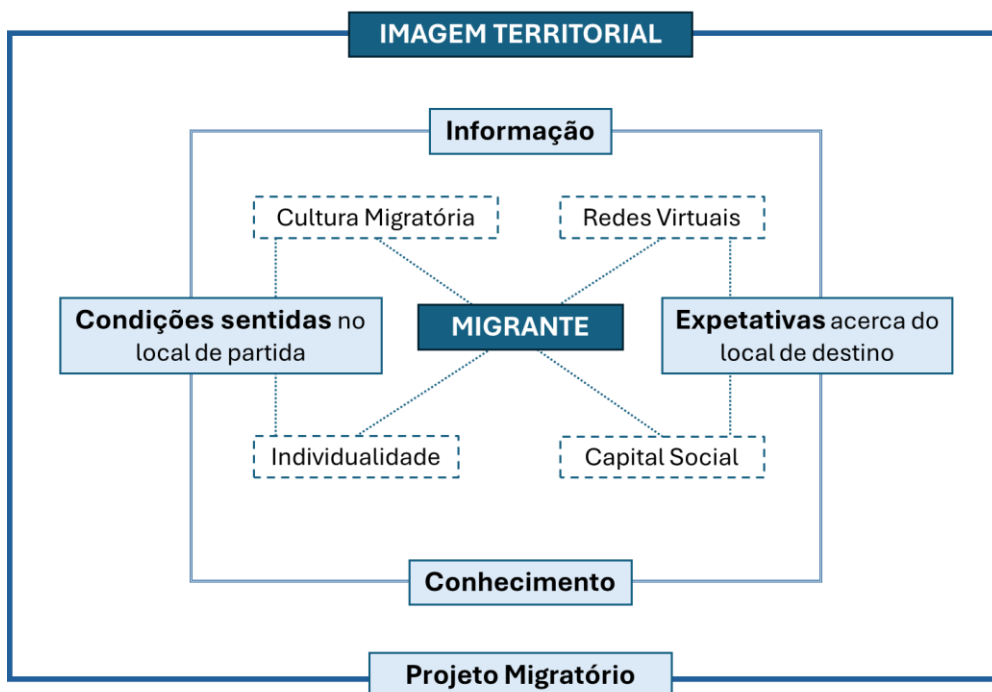 IMAGEM TERRITORIAL
Informação
Cultura Migratória
Redes Virtuais
Condições sentidas no
local de partida
MIGRANTE
Expetativas acerca do
local de destino
Individualidade
Capital Social
Conhecimento
Projeto Migratório